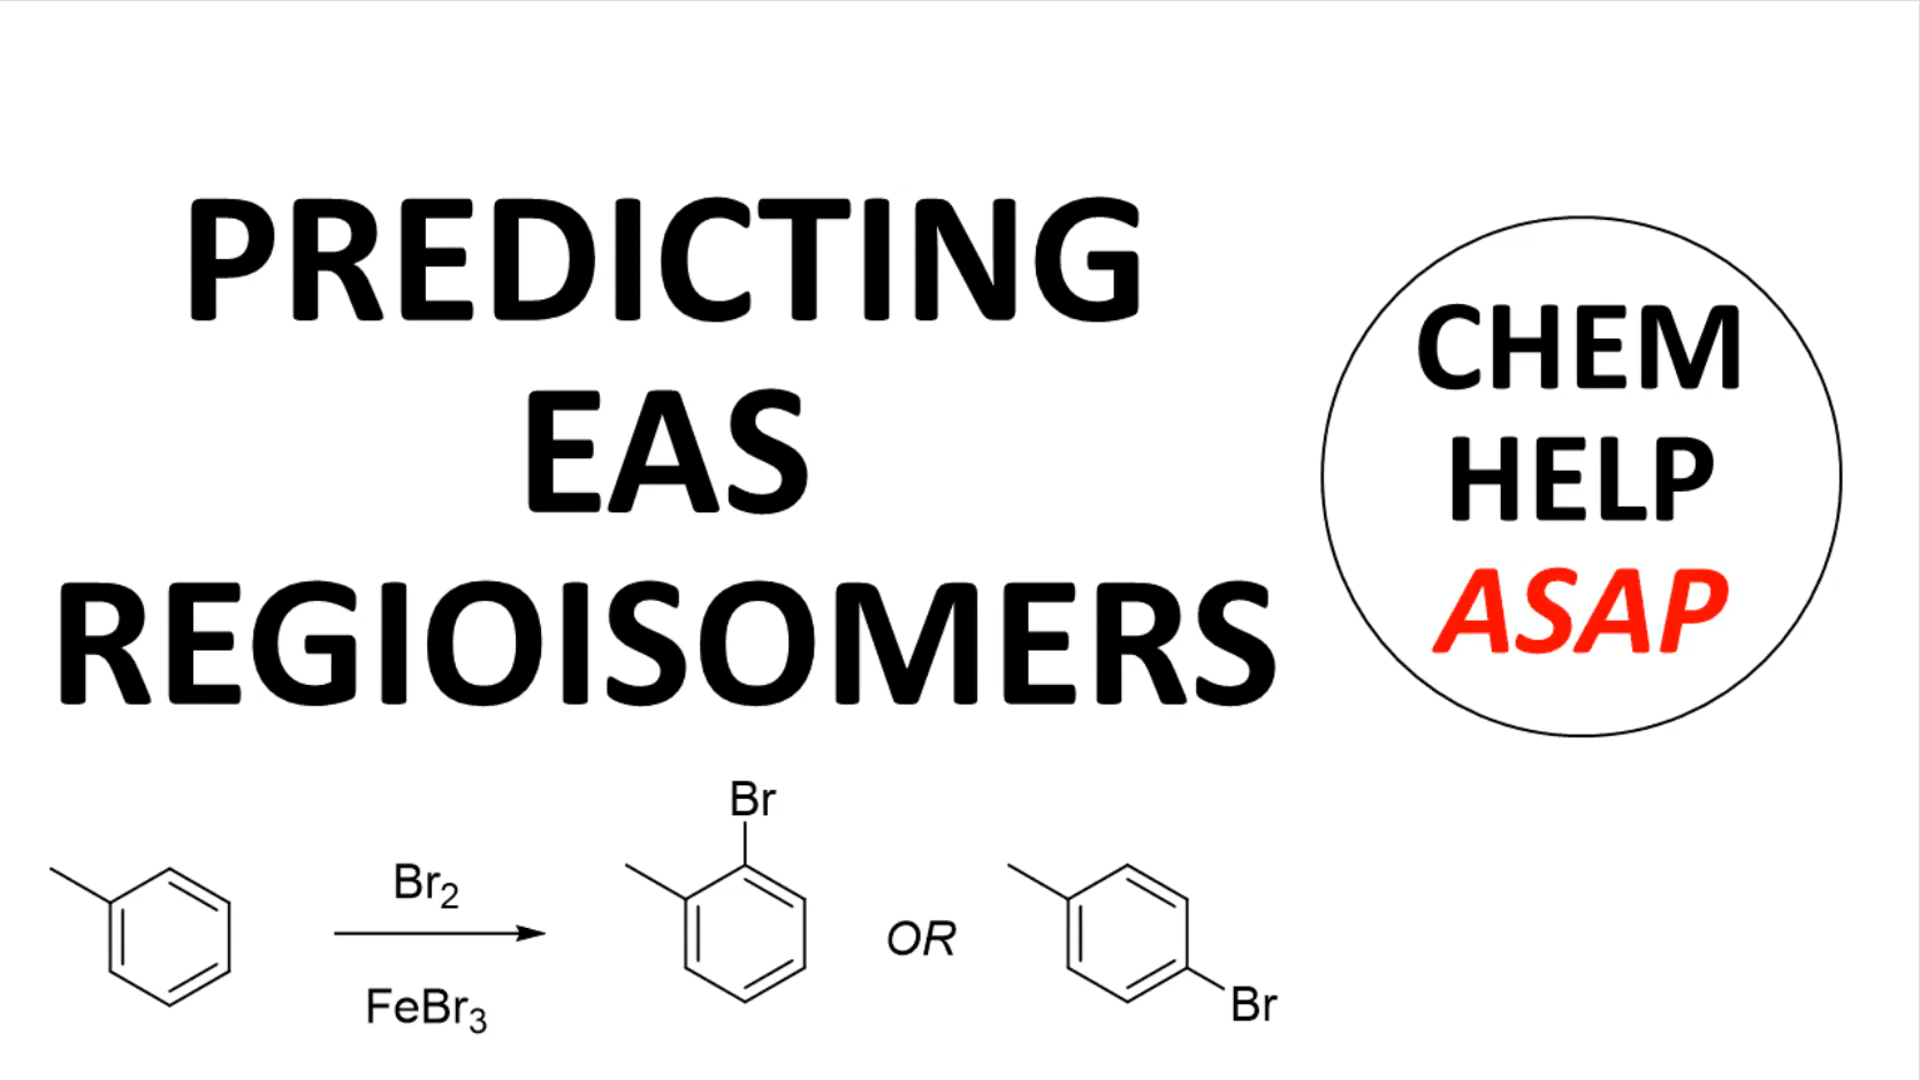 PREDICTING
EAS
REGIOISOMERS
CHEM
HELP
ASAP
Br₂
FeBr₃
Br
OR
Br